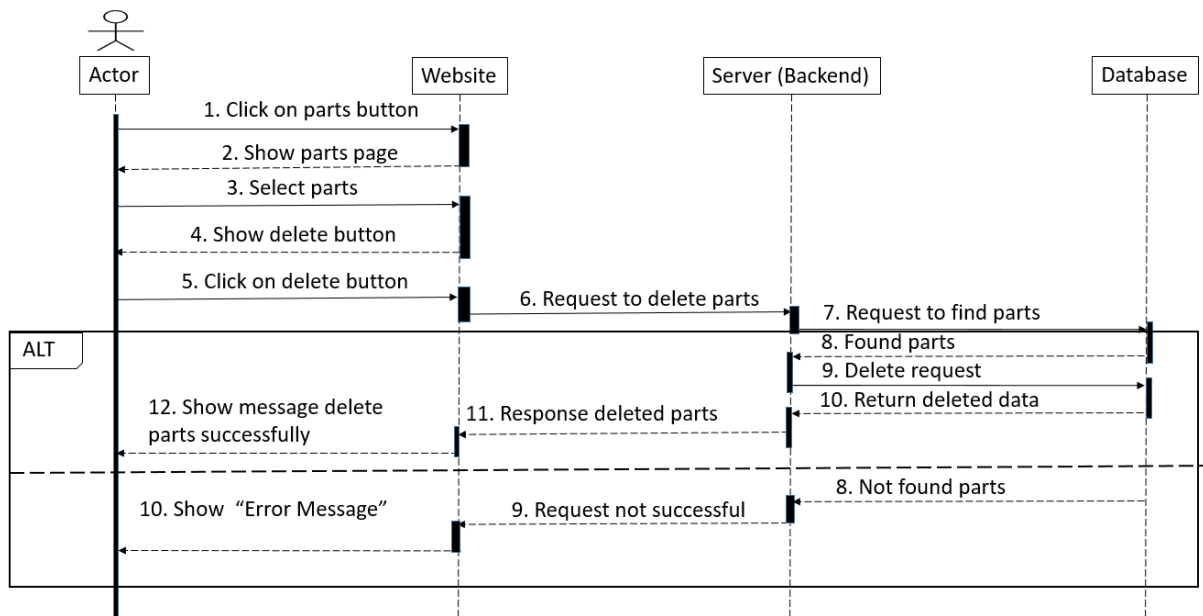 Actor
Website
Server (Backend)
Database
1. Click on parts button
2. Show parts page
3. Select parts
4. Show delete button
5. Click on delete button
6. Request to delete parts
7. Request to find parts
ALT
8. Found parts
9. Delete request
10. Return deleted data
11. Response deleted parts
12. Show message delete
parts successfully
8. Not found parts
9. Request not successful
10. Show “Error Message”